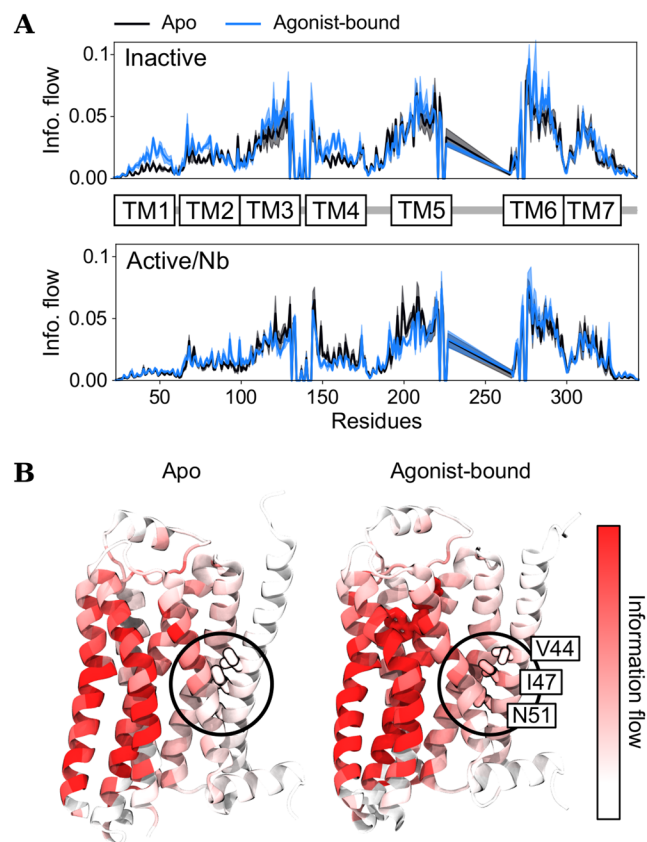 A
Apo
Agonist-bound
Inactive
Info. flow
0.1
0.05
0.00
TM1 TM2 TM3 TM4 TM5 TM6 TM7
Active/Nb
Info. flow
0.1
0.05
0.00
50 100 150 200 250 300
Residues
B
Apo
Agonist-bound
V44
I47
N51
Information flow